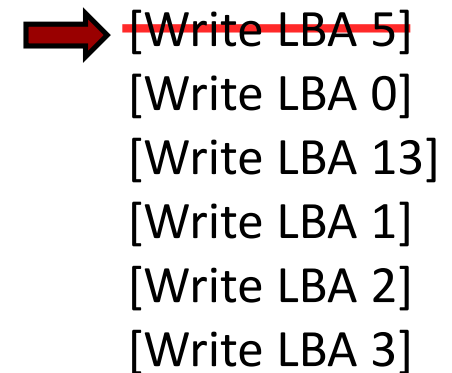 [Write LBA 5]
[Write LBA 0]
[Write LBA 13]
[Write LBA 1]
[Write LBA 2]
[Write LBA 3]